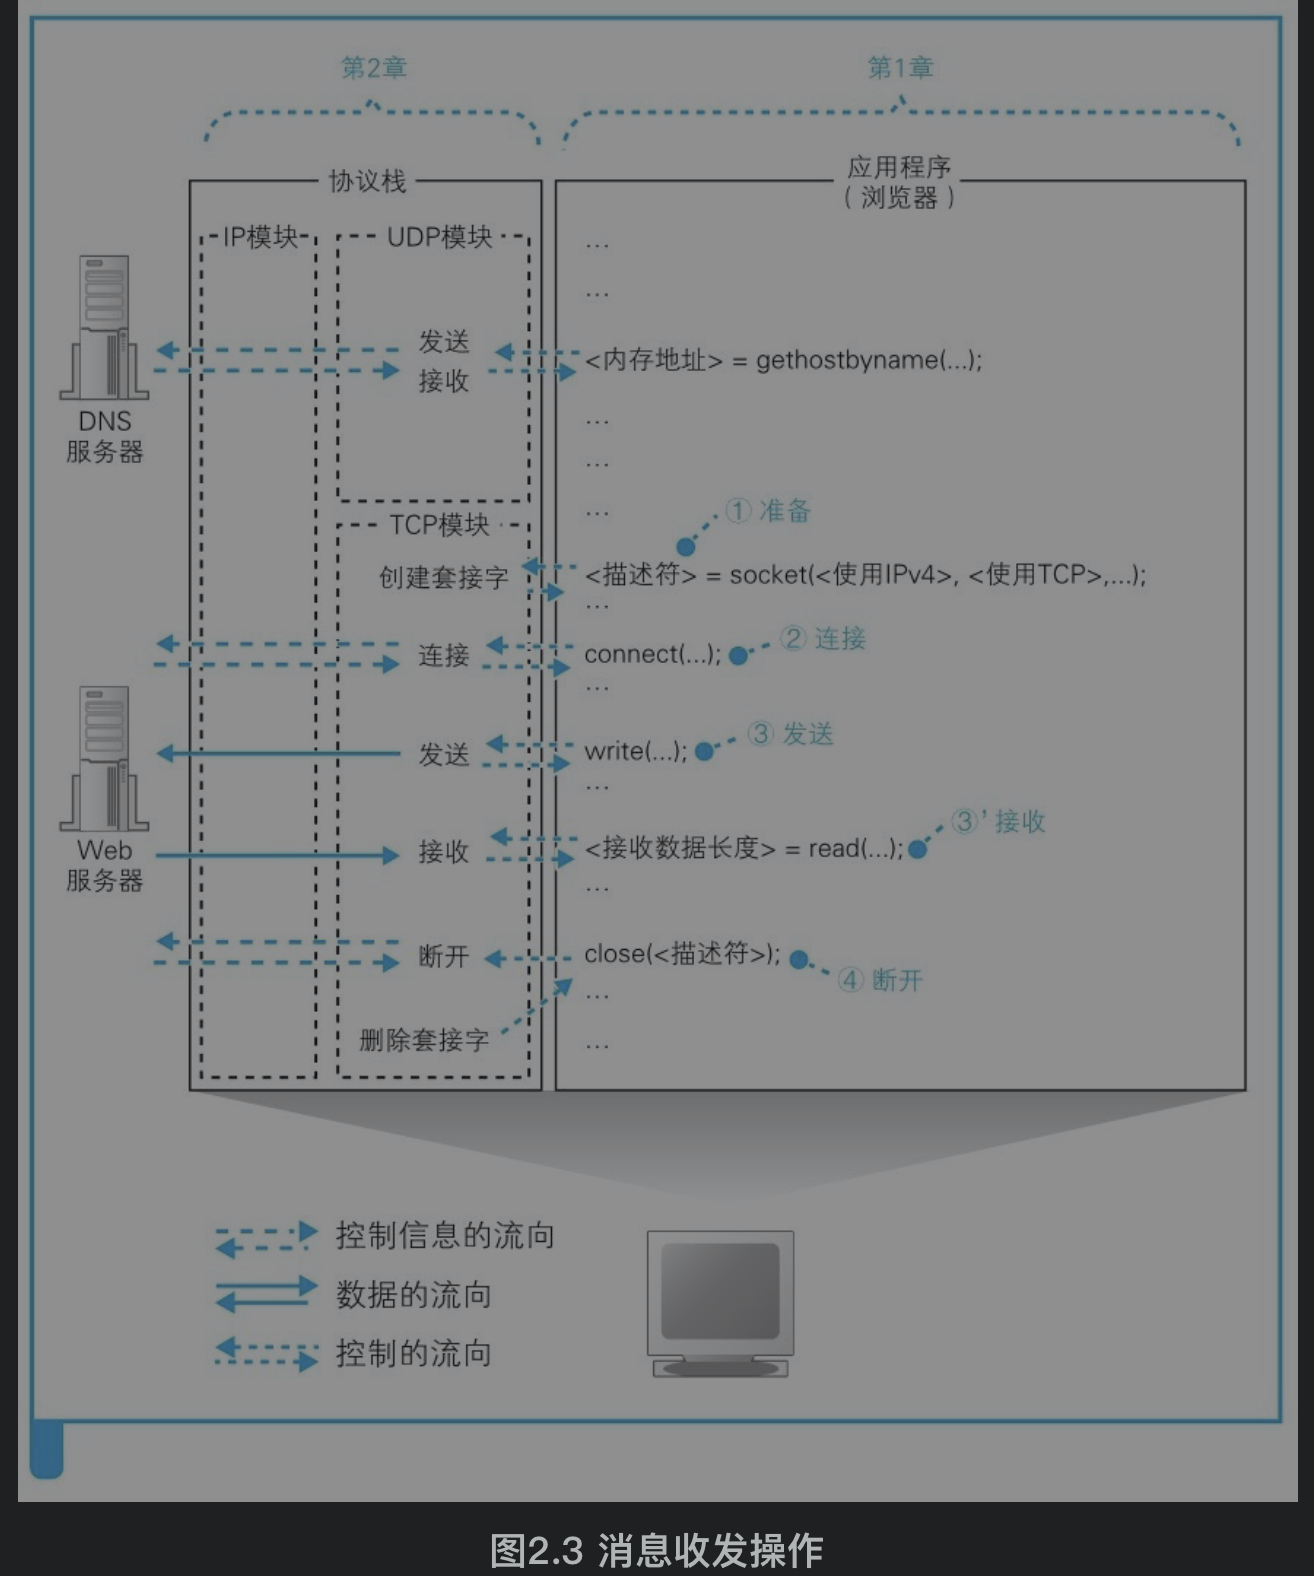 第2章
第1章
协议栈
应用程序
（浏览器）
IP模块
UDP模块
...
...
发送
接收
<内存地址> = gethostbyname(...);
DNS
服务器
...
...
...
① 准备
TCP模块
创建套接字
<描述符> = socket(<使用IPv4>, <使用TCP>,...);
...
连接
connect(...);
② 连接
...
发送
write(...);
③ 发送
...
Web
服务器
接收
<接收数据长度> = read(...);
③' 接收
...
断开
close(<描述符>);
④ 断开
...
删除套接字
...
控制信息的流向
数据的流向
控制的流向
图2.3 消息收发操作